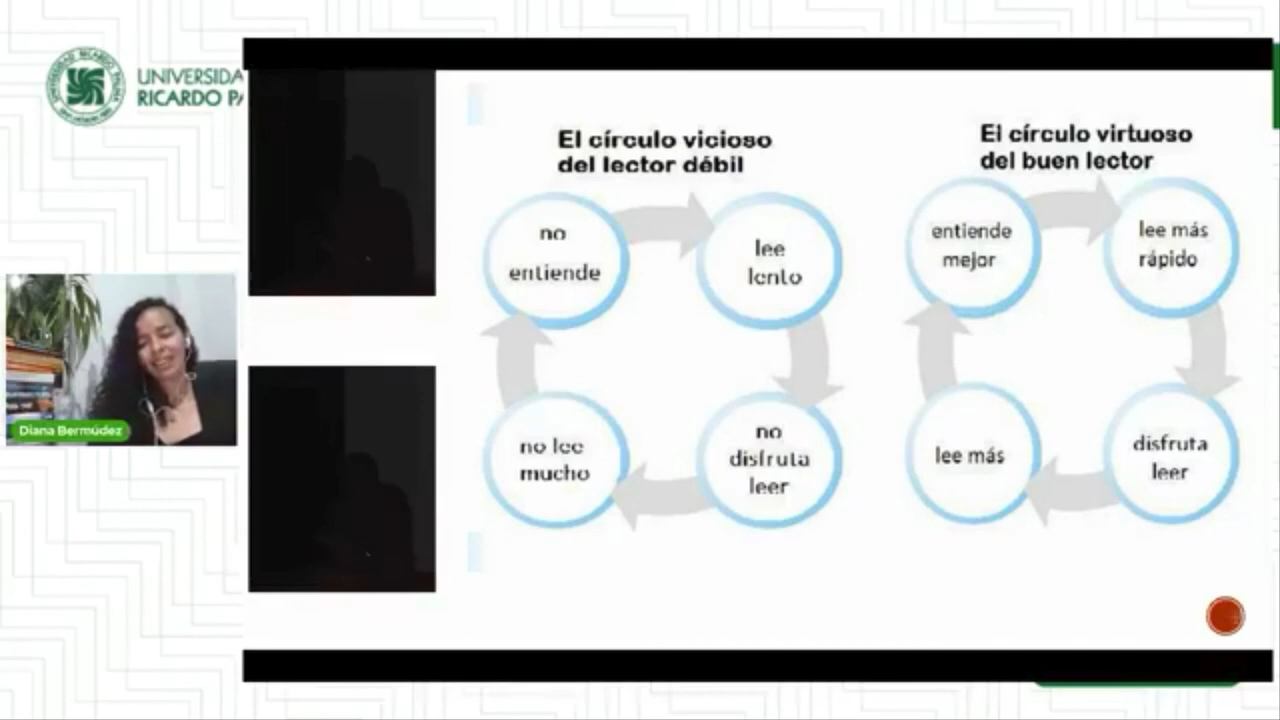 UNIVERSIDA
RICARDO PA
Diana Bermúdez
El círculo vicioso
del lector débil
no
entiende
lee
lento
no
disfruta
leer
no lee
mucho
El círculo virtuoso
del buen lector
entiende
mejor
lee más
rápido
disfruta
leer
lee más